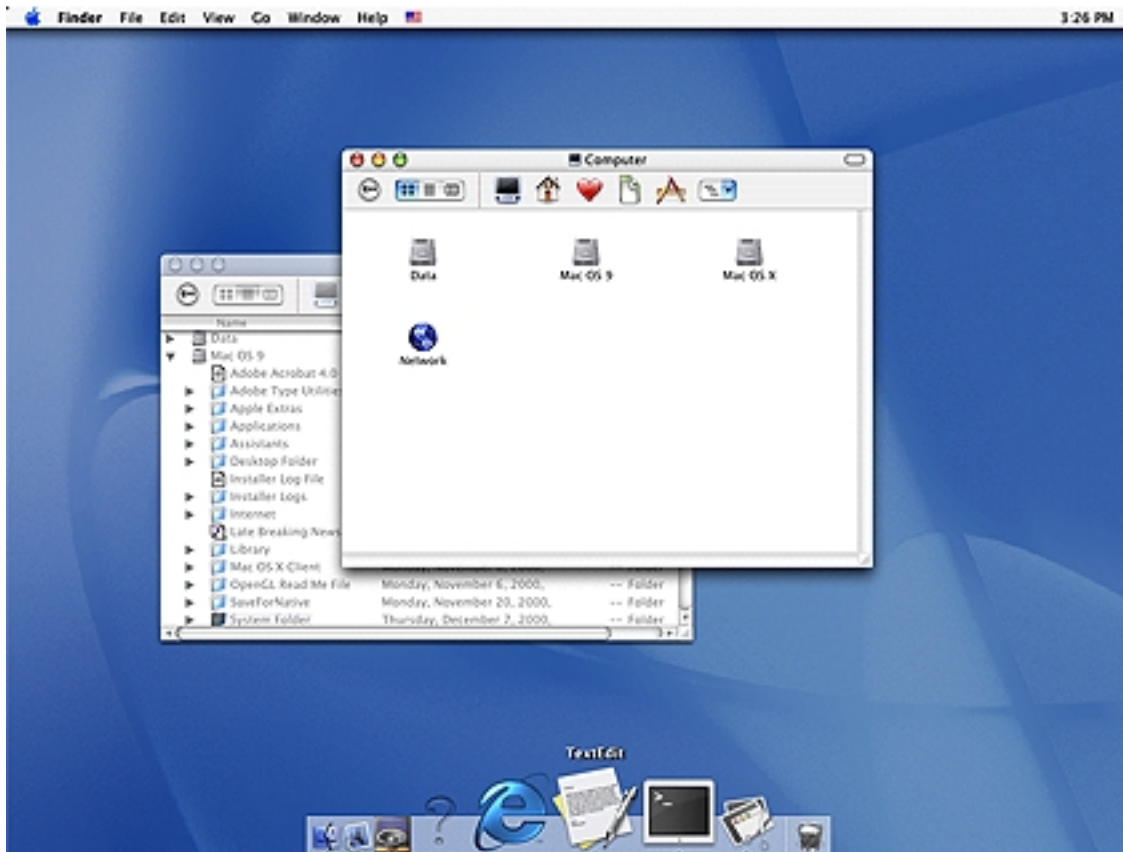 Finder File Edit View Go Window Help
3:26 PM
Computer
Data
Mac OS 9
Mac OS X
Network
Name
Data
Mac OS 9
Adobe Acrobat 4.0
Adobe Type Utilities
Apple Extras
Applications
Assistants
Desktop Folder
Installer Log File
Installer Logs
Internet
Late Breaking News
Library
Mac OS X Client
OpenGL Read Me File Monday, November 6, 2000, -- Folder
SaveForNative Monday, November 20, 2000, -- Folder
System Folder Thursday, December 7, 2000, -- Folder
TextEdit